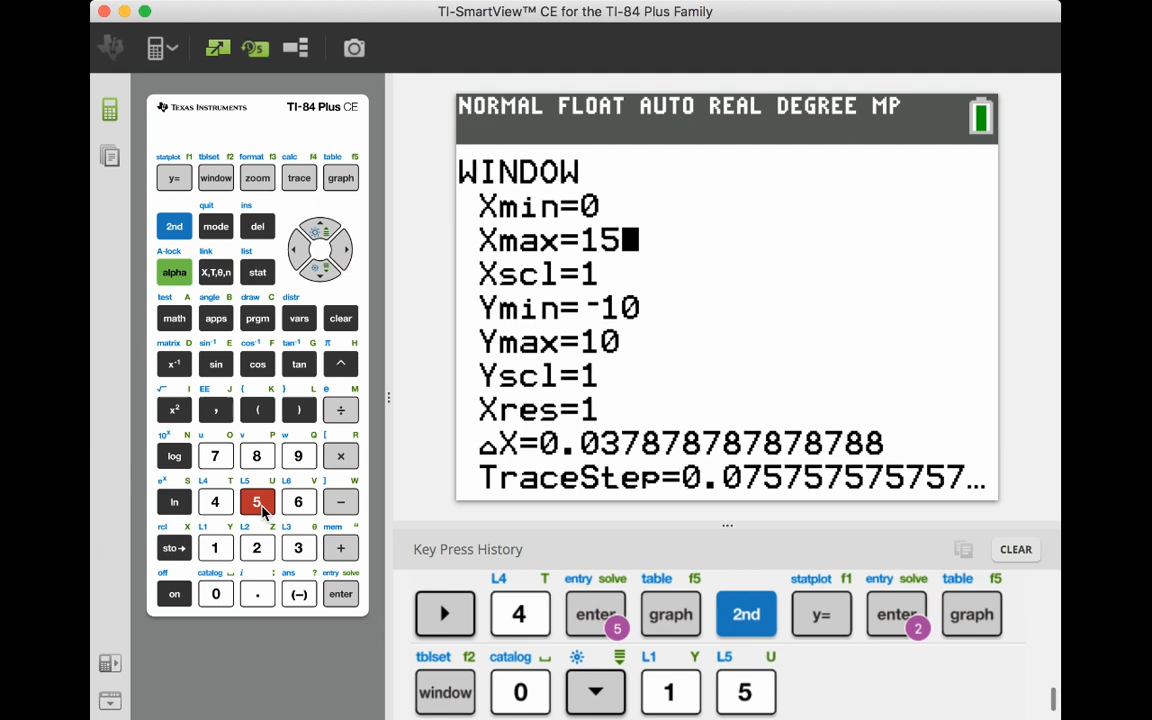 TI-SmartView™ CE for the TI-84 Plus Family
TEXAS INSTRUMENTS TI-84 Plus CE
statplot f1 tblset f2 format f3 calc f4 table f5
y= window zoom trace graph
quit ins
2nd mode del
A-lock link list
alpha X,T,θ,n stat
test A angle B draw C distr
math apps prgm vars clear
matrix D sin⁻¹ E cos⁻¹ F tan⁻¹ G π H
x⁻¹ sin cos tan ^
√ I EE J { K } L e M
x² , ( ) ÷
10ˣ N u O v P w Q [ R
log 7 8 9 ×
eˣ S L4 T L5 U L6 V ] W
ln 4 5 6 −
rcl X L1 Y L2 Z L3 θ mem "
sto→ 1 2 3 +
off catalog ⎵ i : ans ? entry solve
on 0 . (−) enter
NORMAL FLOAT AUTO REAL DEGREE MP
WINDOW
Xmin=0
Xmax=15
Xscl=1
Ymin=-10
Ymax=10
Yscl=1
Xres=1
△X=0.037878787878788
TraceStep=0.075757575757…
Key Press History
CLEAR
L4 T entry solve table f5 statplot f1 entry solve table f5
4 enter 5 graph 2nd y= enter 2 graph
tblset f2 catalog ⎵ L1 Y L5 U
window 0 1 5